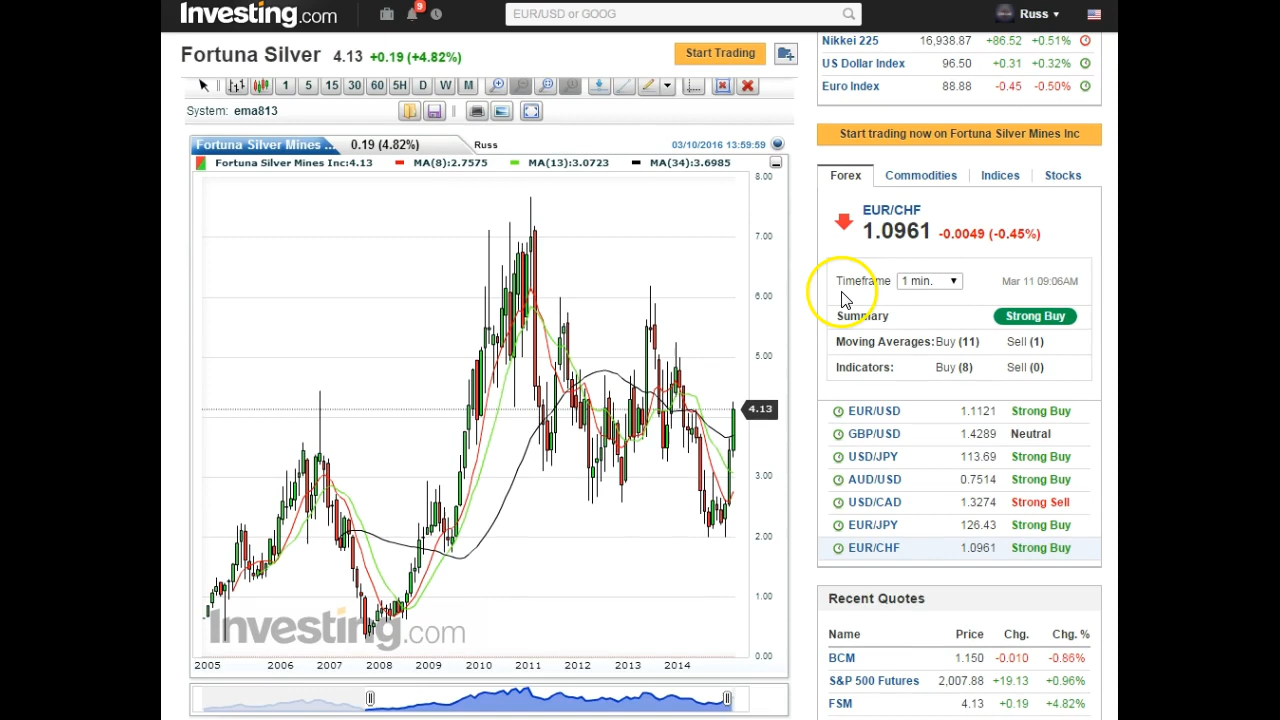 Investing.com
9
EUR/USD or GOOG
Russ
Fortuna Silver 4.13 +0.19 (+4.82%)
Start Trading
1 5 15 30 60 5H D W M
System: ema813
Fortuna Silver Mines ... 0.19 (4.82%) Russ 03/10/2016 13:59:59
Fortuna Silver Mines Inc:4.13 MA(8):2.7575 MA(13):3.0723 MA(34):3.6985
8.00
7.00
6.00
5.00
4.13
3.00
2.00
1.00
0.00
Investing.com
2005 2006 2007 2008 2009 2010 2011 2012 2013 2014
Nikkei 225 16,938.87 +86.52 +0.51%
US Dollar Index 96.50 +0.31 +0.32%
Euro Index 88.88 -0.45 -0.50%
Start trading now on Fortuna Silver Mines Inc
Forex Commodities Indices Stocks
EUR/CHF
1.0961 -0.0049 (-0.45%)
Timeframe 1 min. Mar 11 09:06AM
Summary Strong Buy
Moving Averages: Buy (11) Sell (1)
Indicators: Buy (8) Sell (0)
EUR/USD 1.1121 Strong Buy
GBP/USD 1.4289 Neutral
USD/JPY 113.69 Strong Buy
AUD/USD 0.7514 Strong Buy
USD/CAD 1.3274 Strong Sell
EUR/JPY 126.43 Strong Buy
EUR/CHF 1.0961 Strong Buy
Recent Quotes
Name Price Chg. Chg. %
BCM 1.150 -0.010 -0.86%
S&P 500 Futures 2,007.88 +19.13 +0.96%
FSM 4.13 +0.19 +4.82%